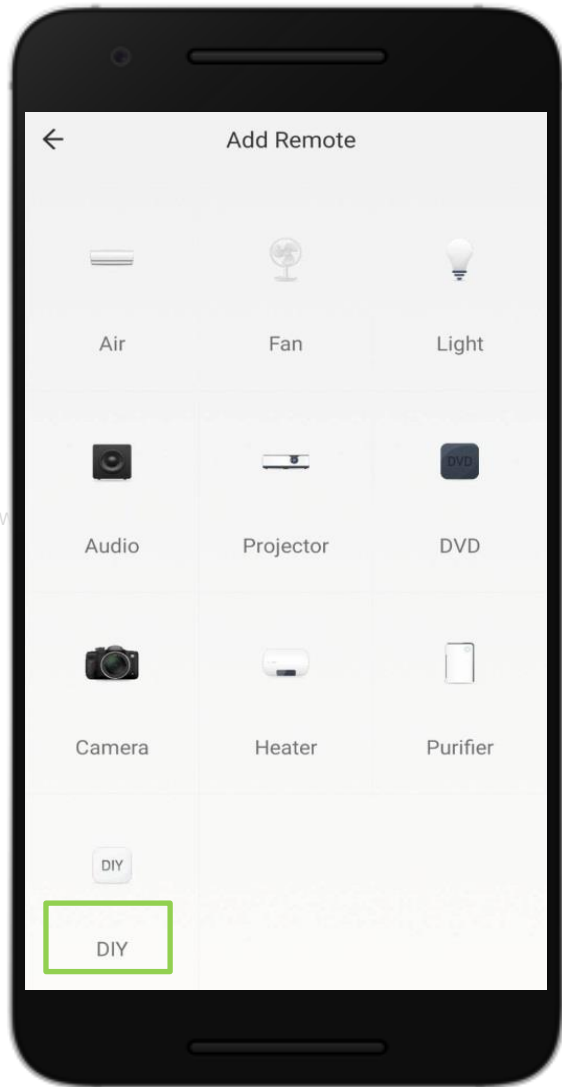 Add Remote
Air Fan Light
DVD
Audio Projector DVD
Camera Heater Purifier
DIY
DIY